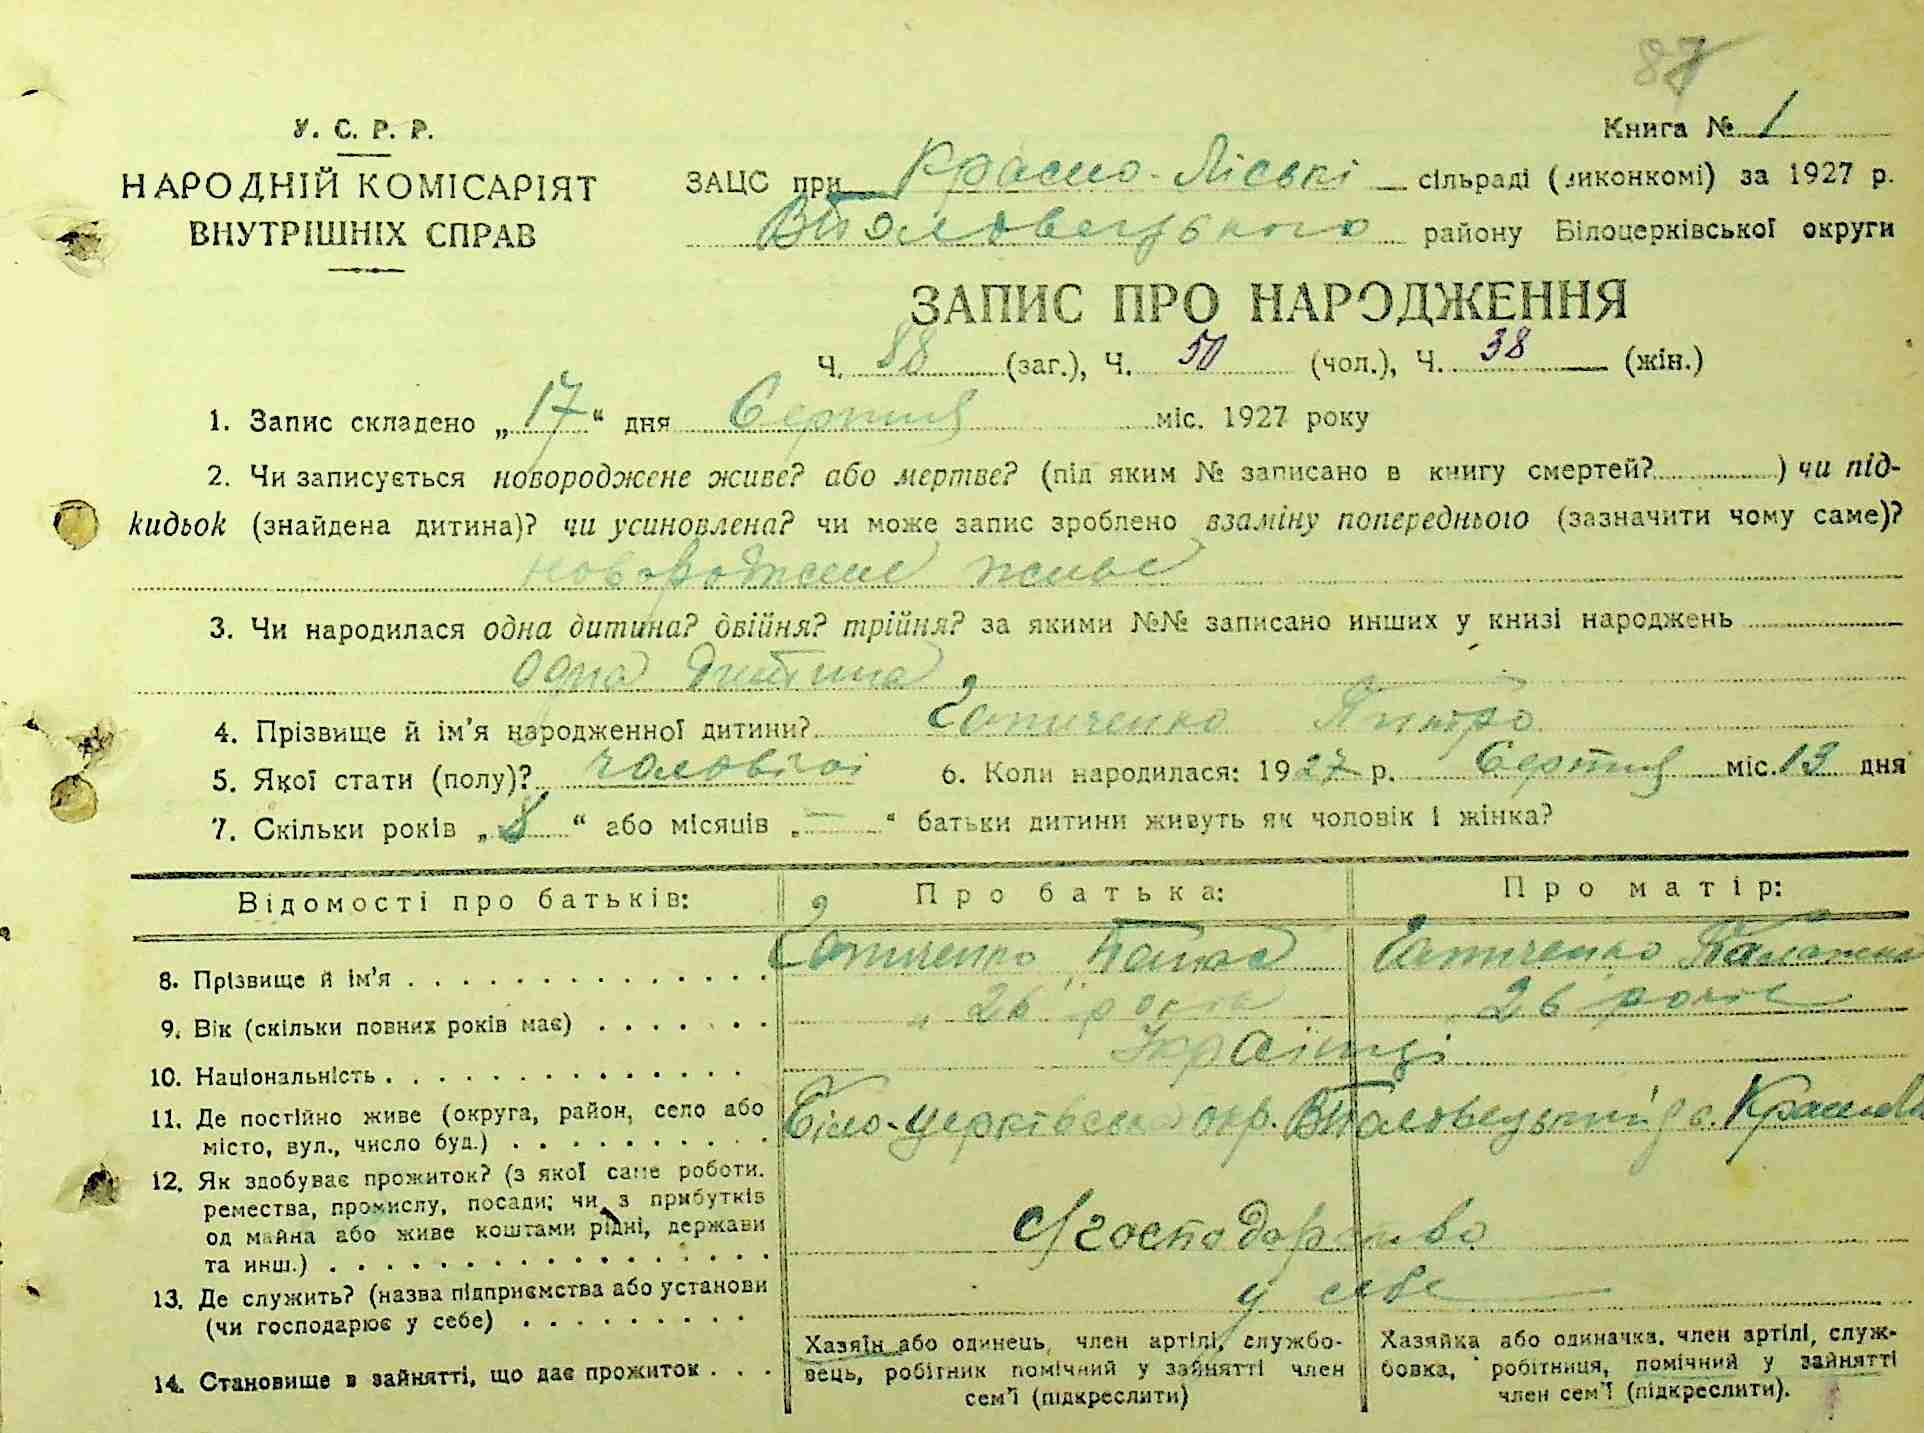 87
У. С. Р. Р.
НАРОДНІЙ КОМІСАРІЯТ
ВНУТРІШНІХ СПРАВ
Книга № 1
ЗАЦС при Красно-Ліські сільраді (виконкомі) за 1927 р.
району Білоцерківської округи
ЗАПИС ПРО НАРОДЖЕННЯ
Ч. 88 (заг.), Ч. 50 (чол.), Ч. 38 (жін.)
1. Запис складено „17“ дня Серпня міс. 1927 року
2. Чи записується новороджене живе? або мертве? (під яким № записано в книгу смертей? ) чи під-
кидьок (знайдена дитина)? чи усиновлена? чи може запис зроблено взаміну попереднього (зазначити чому саме)?
новороджене живе
3. Чи народилася одна дитина? двійня? трійня? за якими №№ записано инших у книзі народжень
одна дитина
4. Прізвище й ім'я народженної дитини?
5. Якої стати (полу)? чоловічої 6. Коли народилася: 1927 р. Серпня міс. 13 дня
7. Скільки років „8“ або місяців „—“ батьки дитини живуть як чоловік і жінка?
Відомості про батьків: Про батька: Про матір:
8. Прізвище й ім'я
9. Вік (скільки повних років має) 26 років 26 років
10. Національність Українці
11. Де постійно живе (округа, район, село або
місто, вул., число буд.) Біло-Церківська окр.
12. Як здобуває прожиток? (з якої саме роботи.
ремества, промислу, посади; чи з прибутків
од майна або живе коштами рідні, держави
та инш.) с/господарство
13. Де служить? (назва підприємства або установи
(чи господарює у себе) у себе
14. Становище в зайнятті, що дає прожиток
Хазяїн або одинець, член артілі, службо-
вець, робітник помічний у зайнятті член
сем'ї (підкреслити)
Хазяйка або одиначка, член артілі, служ-
бовка, робітниця, помічний у зайнятті
член сем'ї (підкреслити).